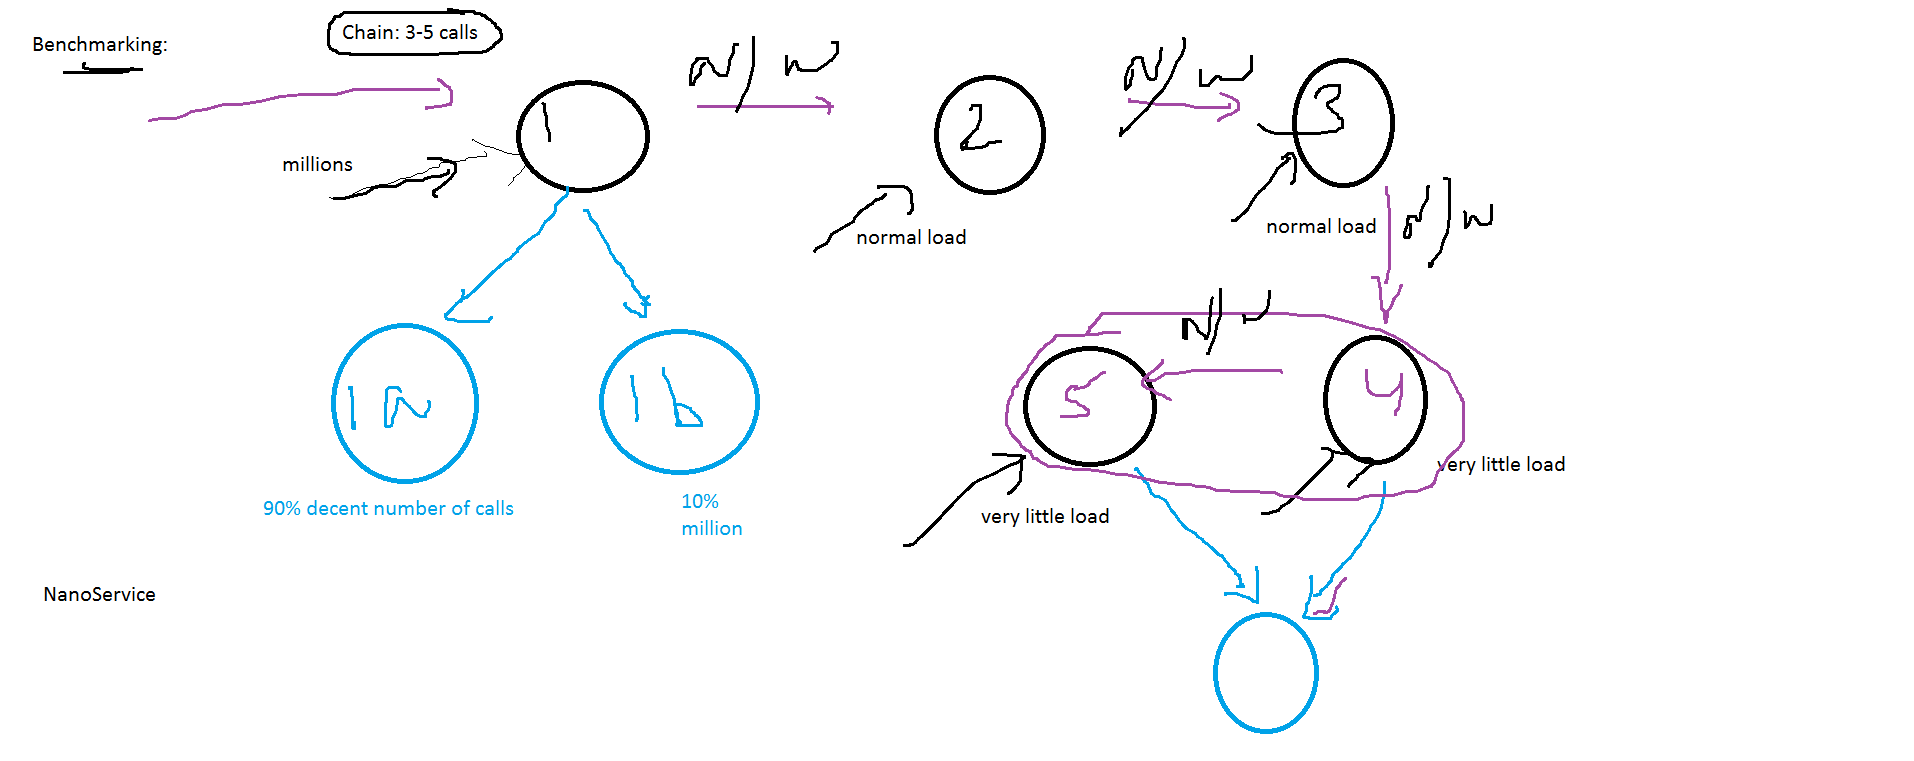 Benchmarking:
Chain: 3-5 calls
N/W
N/W
1
2
3
millions
normal load
normal load
N/W
N/W
1a
1b
5
4
90% decent number of calls
10%
million
very little load
very little load
NanoService